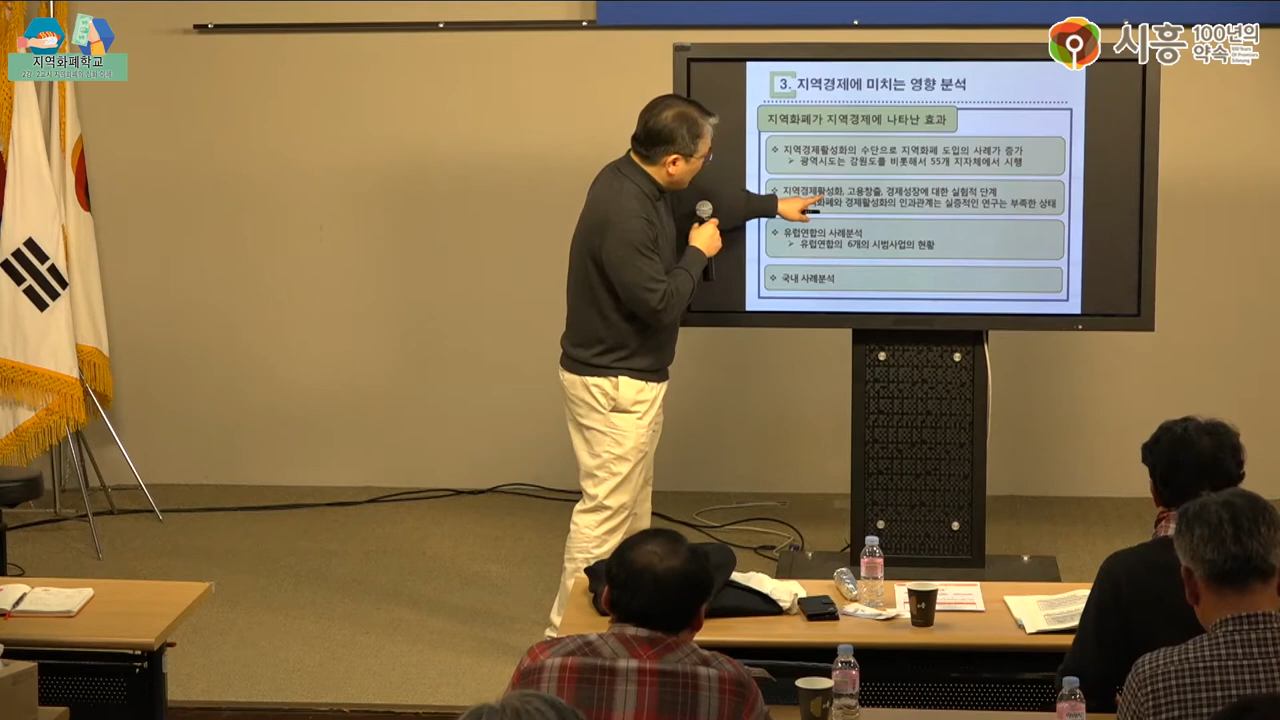 지역화폐학교
시흥 100년의
약속
3. 지역경제에 미치는 영향 분석
지역화폐가 지역경제에 나타난 효과
❖ 지역경제활성화의 수단으로 지역화폐 도입의 사례가 증가
➢ 광역시도는 강원도를 비롯해서 55개 지자체에서 시행
❖ 지역경제활성화, 고용창출, 경제성장에 대한 실험적 단계
화폐와 경제활성화의 인과관계는 실증적인 연구는 부족한 상태
❖ 유럽연합의 사례분석
➢ 유럽연합의 6개의 시범사업의 현황
❖ 국내 사례분석